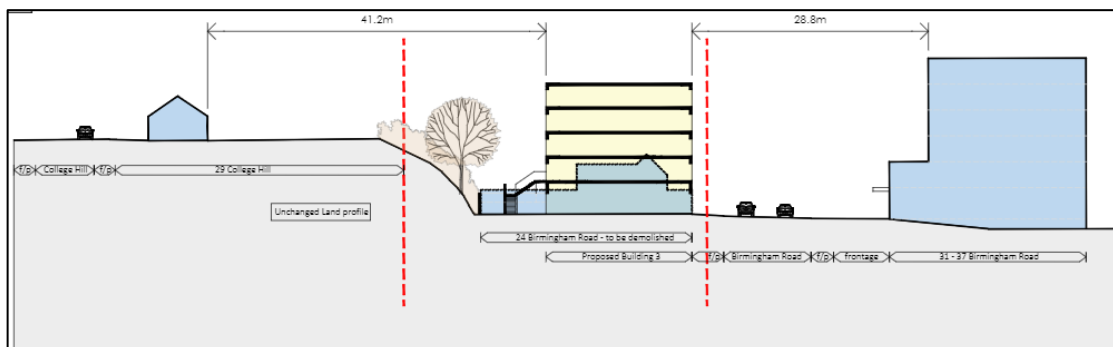 41.2m
28.8m
f/p
College Hill
f/p
29 College Hill
Unchanged Land profile
24 Birmingham Road - to be demolished
Proposed Building 3
f/p
Birmingham Road
f/p
frontage
31 - 37 Birmingham Road